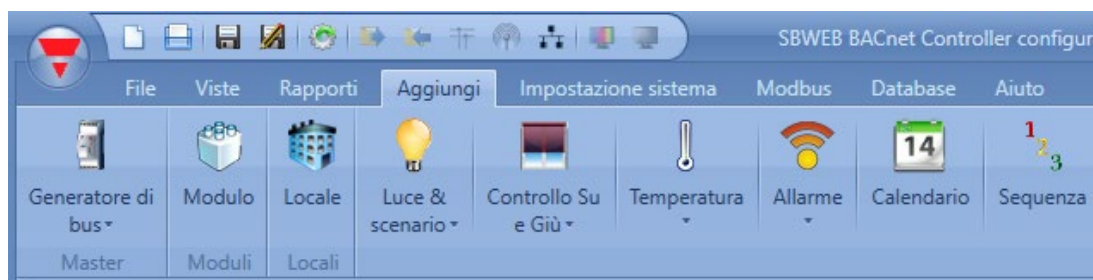 SBWEB BACnet Controller configur
File Viste Rapporti Aggiungi Impostazione sistema Modbus Database Aiuto
14 1 2 3
Generatore di Modulo Locale Luce & Controllo Su Temperatura Allarme Calendario Sequenza
bus scenario e Giù
Master Moduli Locali